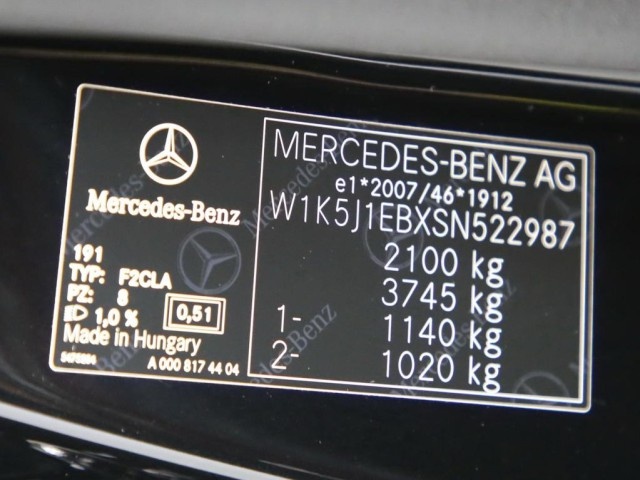 Mercedes-Benz
191
TYP: F2CLA
PZ: 8
1,0 %
0,51
Made in Hungary
A 000 817 44 04
MERCEDES-BENZ AG
e1*2007/46*1912
W1K5J1EBXSN522987
2100 kg
3745 kg
1- 1140 kg
2- 1020 kg